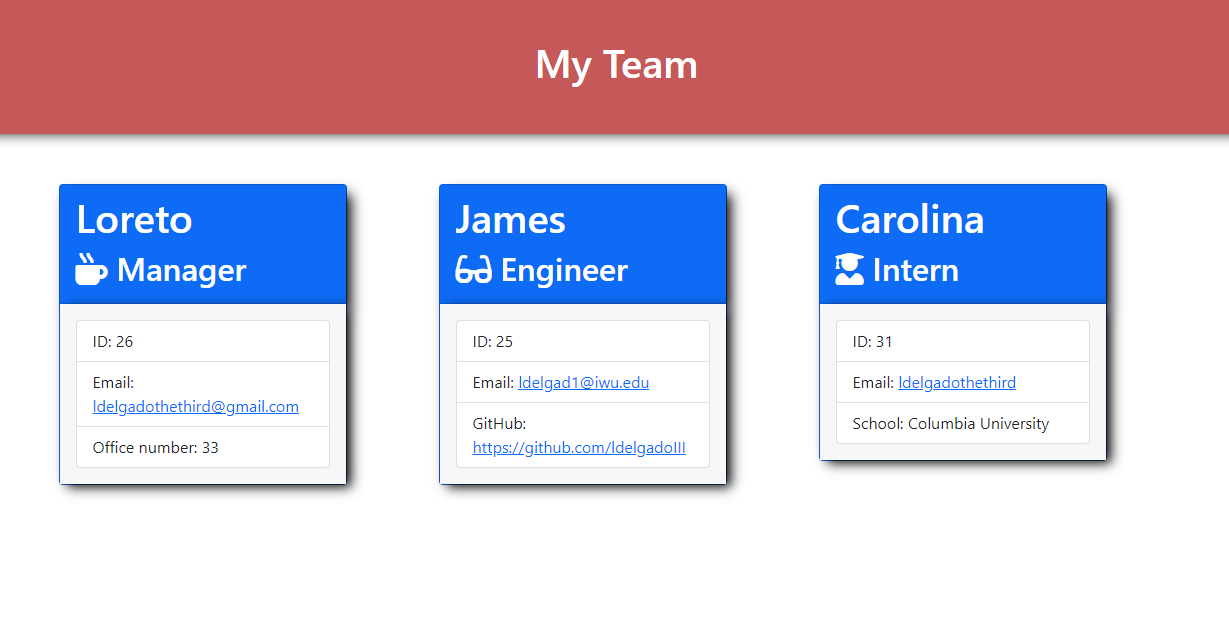 My Team
Loreto
Manager
ID: 26
Email:
ldelgadothethird@gmail.com
Office number: 33
James
Engineer
ID: 25
Email: ldelgad1@iwu.edu
GitHub:
https://github.com/ldelgadoIII
Carolina
Intern
ID: 31
Email: ldelgadothethird
School: Columbia University